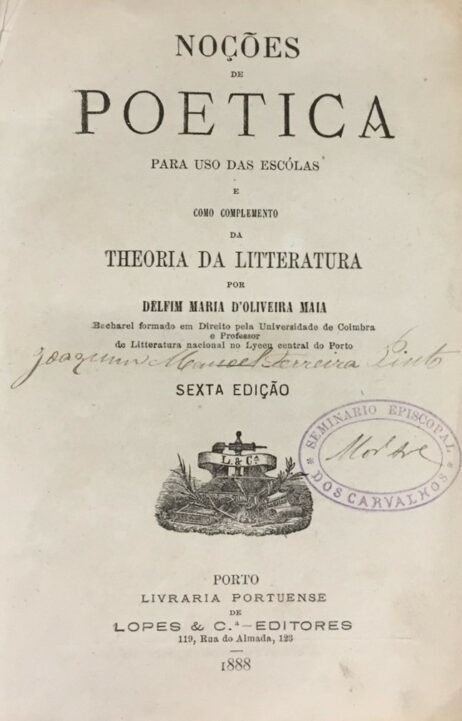 NOÇÕES
DE
POETICA
PARA USO DAS ESCÓLAS
E
COMO COMPLEMENTO
DA
THEORIA DA LITTERATURA
POR
DELFIM MARIA D'OLIVEIRA MAIA
Bacharel formado em Direito pela Universidade de Coimbra
e Professor
de Litteratura nacional no Lyceu central do Porto
Joaquim Manoel Ferreira Pinto
SEXTA EDIÇÃO
L. & C.ª
SEMINARIO EPISCOPAL
DOS CARVALHOS
PORTO
LIVRARIA PORTUENSE
DE
LOPES & C.ª—EDITORES
119, Rua do Almada, 123
1888